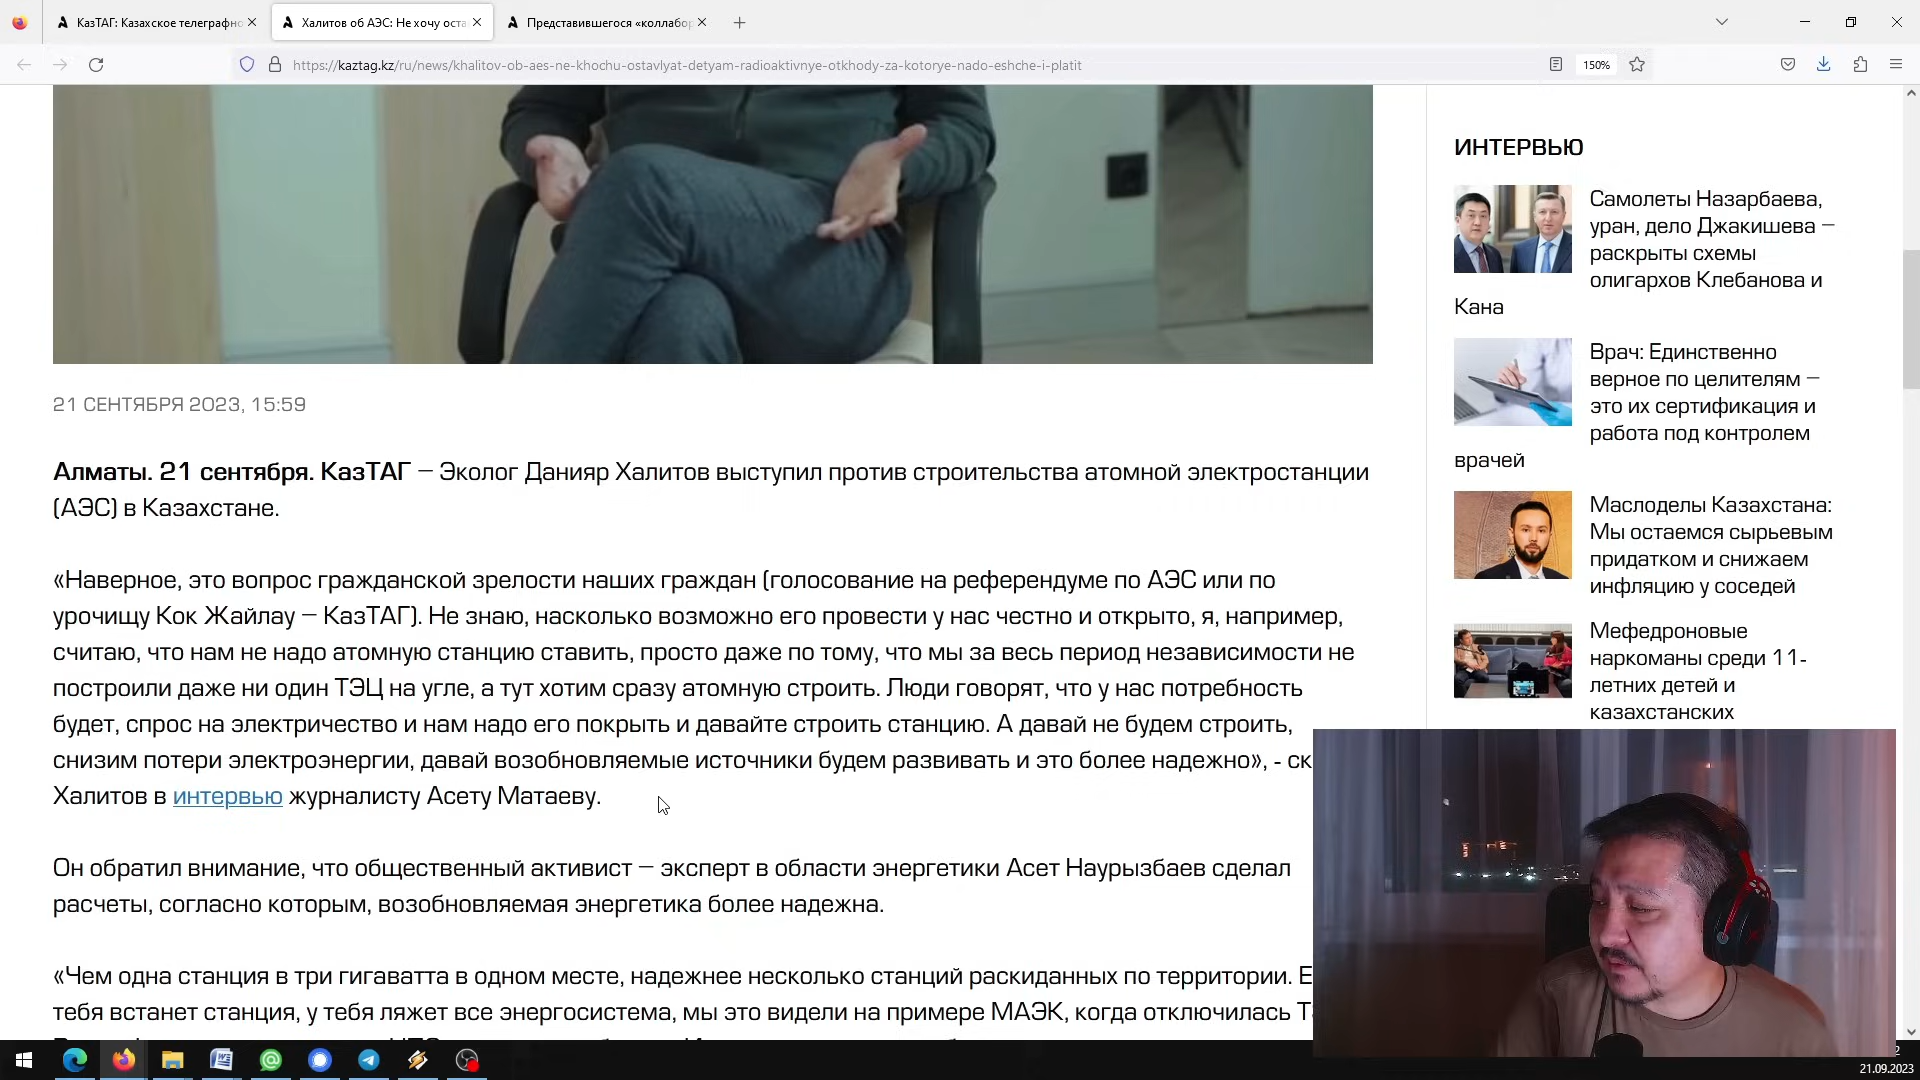 КазТАГ: Казахское телеграфно
Халитов об АЭС: Не хочу оста
Представившегося «коллабор
https://kaztag.kz/ru/news/khalitov-ob-aes-ne-khochu-ostavlyat-detyam-radioaktivnye-otkhody-za-kotorye-nado-eshche-i-platit
150%
21 СЕНТЯБРЯ 2023, 15:59
Алматы. 21 сентября. КазТАГ – Эколог Данияр Халитов выступил против строительства атомной электростанции
(АЭС) в Казахстане.
«Наверное, это вопрос гражданской зрелости наших граждан (голосование на референдуме по АЭС или по
урочищу Кок Жайлау – КазТАГ). Не знаю, насколько возможно его провести у нас честно и открыто, я, например,
считаю, что нам не надо атомную станцию ставить, просто даже по тому, что мы за весь период независимости не
построили даже ни один ТЭЦ на угле, а тут хотим сразу атомную строить. Люди говорят, что у нас потребность
будет, спрос на электричество и нам надо его покрыть и давайте строить станцию. А давай не будем строить,
снизим потери электроэнергии, давай возобновляемые источники будем развивать и это более надежно», - ск
Халитов в интервью журналисту Асету Матаеву.
Он обратил внимание, что общественный активист – эксперт в области энергетики Асет Наурызбаев сделал
расчеты, согласно которым, возобновляемая энергетика более надежна.
«Чем одна станция в три гигаватта в одном месте, надежнее несколько станций раскиданных по территории. Е
тебя встанет станция, у тебя ляжет все энергосистема, мы это видели на примере МАЭК, когда отключилась Т
ИНТЕРВЬЮ
Самолеты Назарбаева,
уран, дело Джакишева –
раскрыты схемы
олигархов Клебанова и
Кана
Врач: Единственно
верное по целителям –
это их сертификация и
работа под контролем
врачей
Маслоделы Казахстана:
Мы остаемся сырьевым
придатком и снижаем
инфляцию у соседей
Мефедроновые
наркоманы среди 11-
летних детей и
казахстанских
21.09.2023